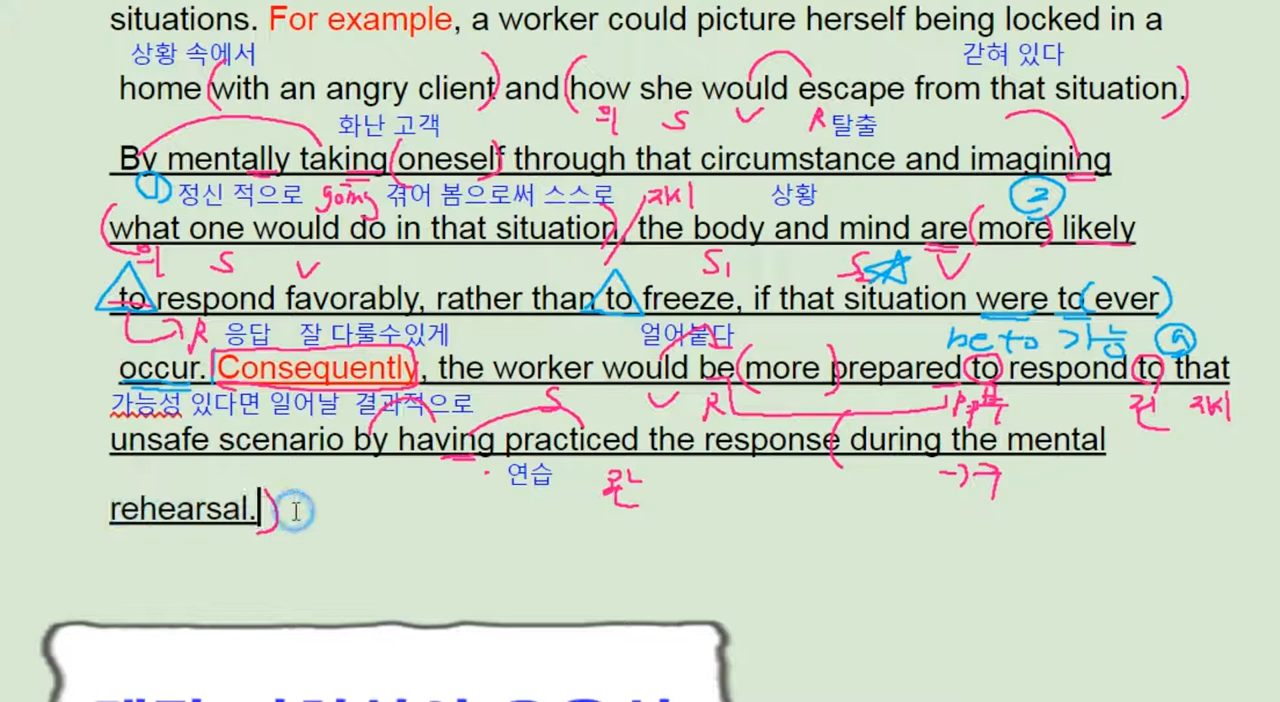 situations. For example, a worker could picture herself being locked in a
상황 속에서 갇혀 있다
home with an angry client and how she would escape from that situation.
화난 고객 의 S V R 탈출
By mentally taking oneself through that circumstance and imagining
① 정신 적으로 going 겪어 봄으로써 스스로 재시 상황 ②
what one would do in that situation, the body and mind are more likely
의 S V S1 S2 V
to respond favorably, rather than to freeze, if that situation were to ever
R 응답 잘 다룰수있게 얼어붙다 be to 가능
occur. Consequently, the worker would be more prepared to respond to that
가능성 있다면 일어날 결과적으로 S V R 전 재시
unsafe scenario by having practiced the response during the mental
연습 완 →구
rehearsal.